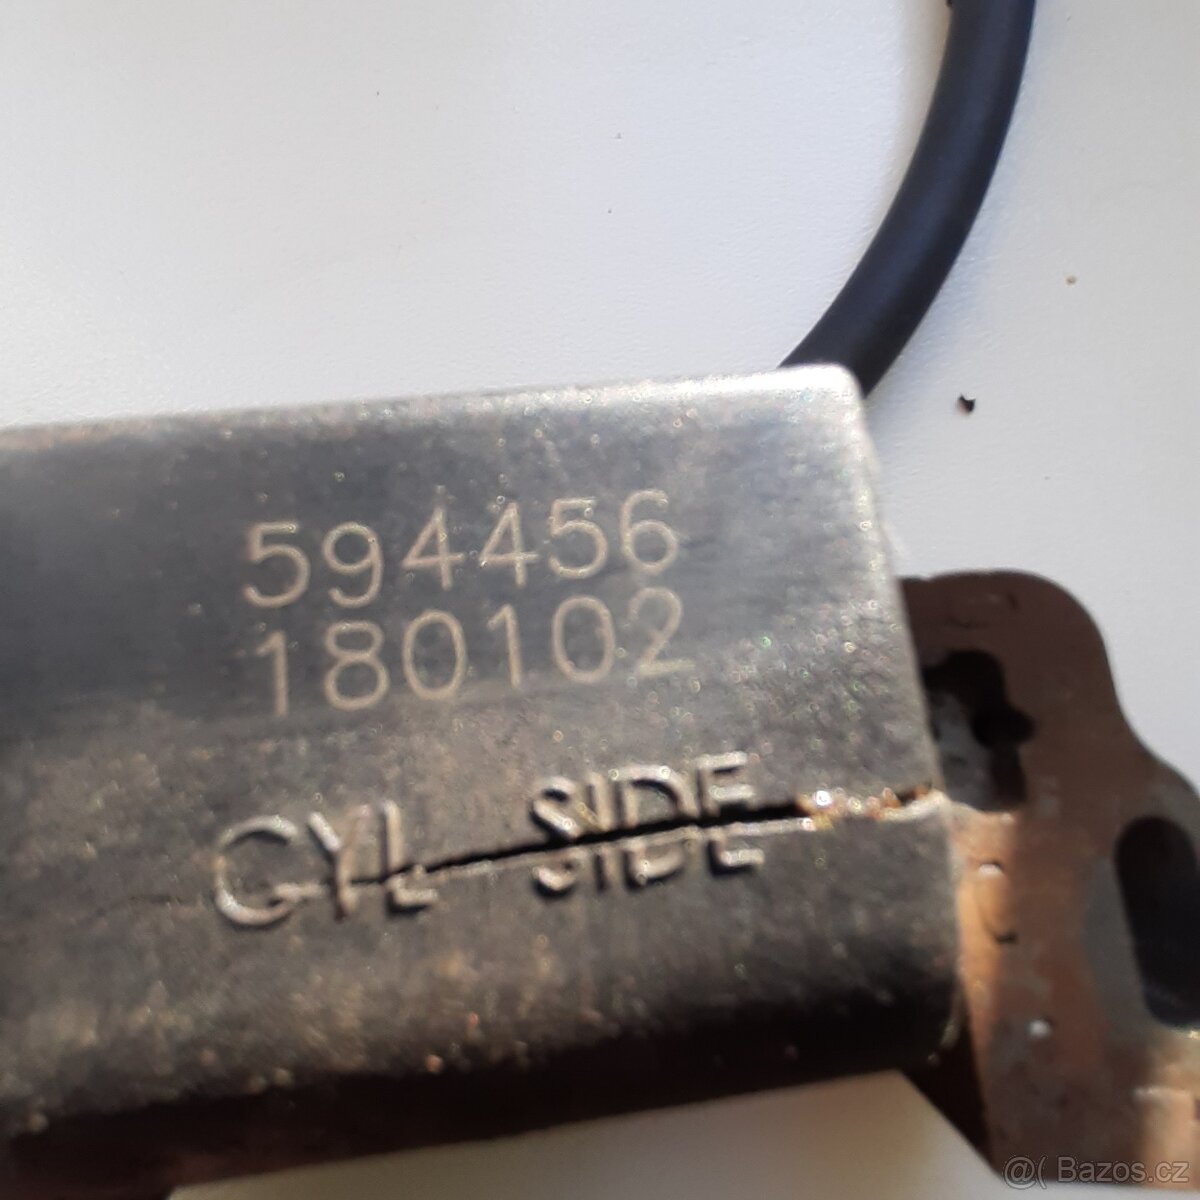 594456
180102
CYL SIDE
@( Bazos.cz